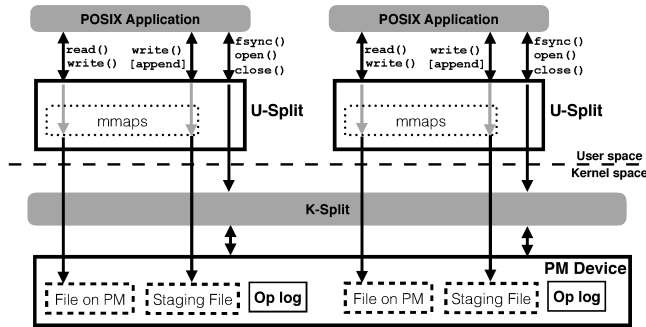 POSIX Application
POSIX Application
read()
write()
write()
[append]
fsync()
open()
close()
read()
write()
write()
[append]
fsync()
open()
close()
mmaps
U-Split
mmaps
U-Split
User space
Kernel space
K-Split
PM Device
File on PM
Staging File
Op log
File on PM
Staging File
Op log